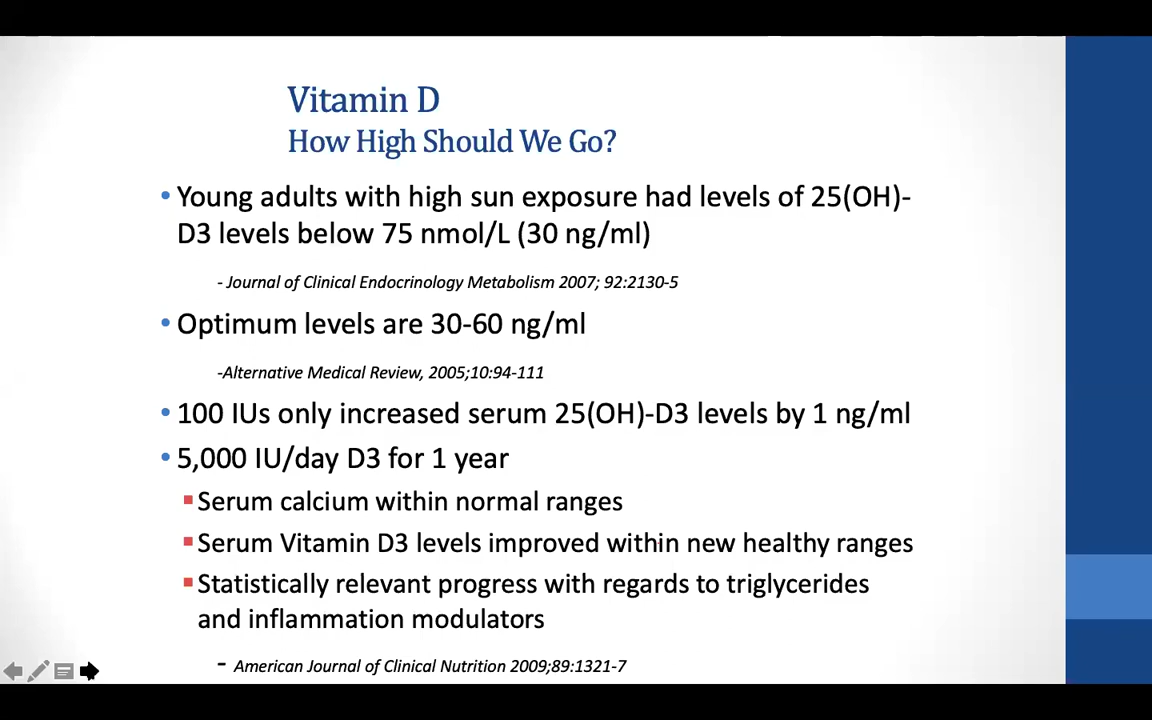 Vitamin D
How High Should We Go?
• Young adults with high sun exposure had levels of 25(OH)-
D3 levels below 75 nmol/L (30 ng/ml)
- Journal of Clinical Endocrinology Metabolism 2007; 92:2130-5
• Optimum levels are 30-60 ng/ml
-Alternative Medical Review, 2005;10:94-111
• 100 IUs only increased serum 25(OH)-D3 levels by 1 ng/ml
• 5,000 IU/day D3 for 1 year
▪ Serum calcium within normal ranges
▪ Serum Vitamin D3 levels improved within new healthy ranges
▪ Statistically relevant progress with regards to triglycerides
and inflammation modulators
- American Journal of Clinical Nutrition 2009;89:1321-7